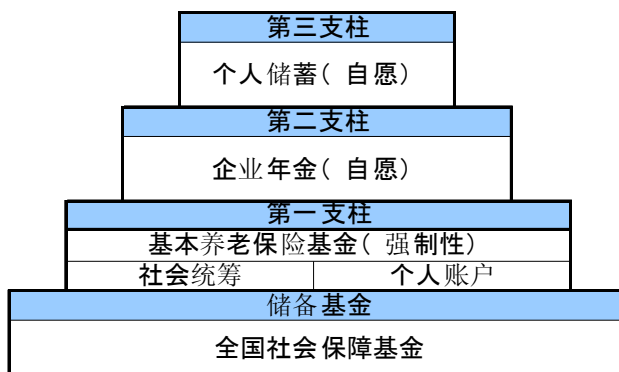 第三支柱
个人储蓄( 自愿)
第二支柱
企业年金( 自愿)
第一支柱
基本养老保险基金( 强制性)
社会统筹 个人账户
储备基金
全国社会保障基金